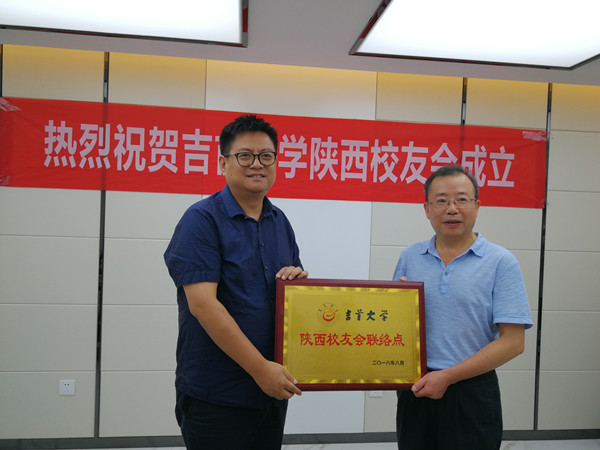 热烈祝贺吉 学陕西校友会成立
吉首大学
陕西校友会联络点
二〇一八年八月